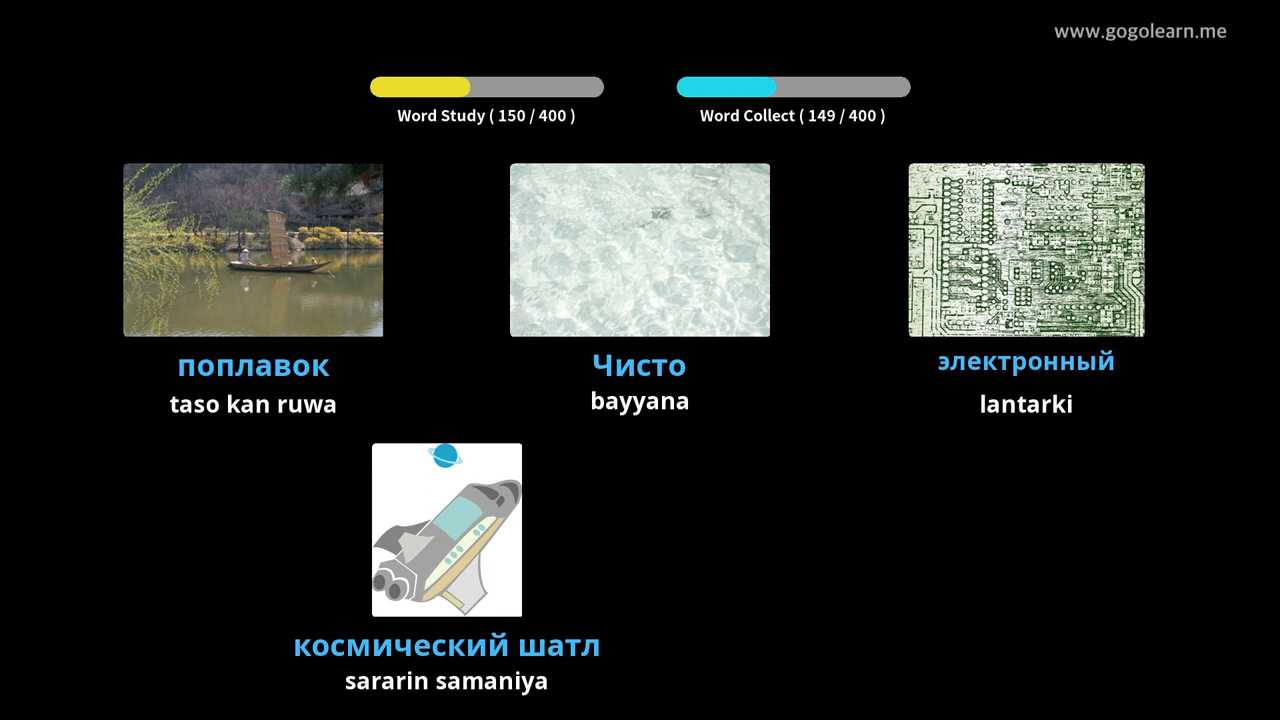 www.gogolearn.me
Word Study ( 150 / 400 )
Word Collect ( 149 / 400 )
поплавок
taso kan ruwa
Чисто
bayyana
электронный
lantarki
космический шатл
sararin samaniya